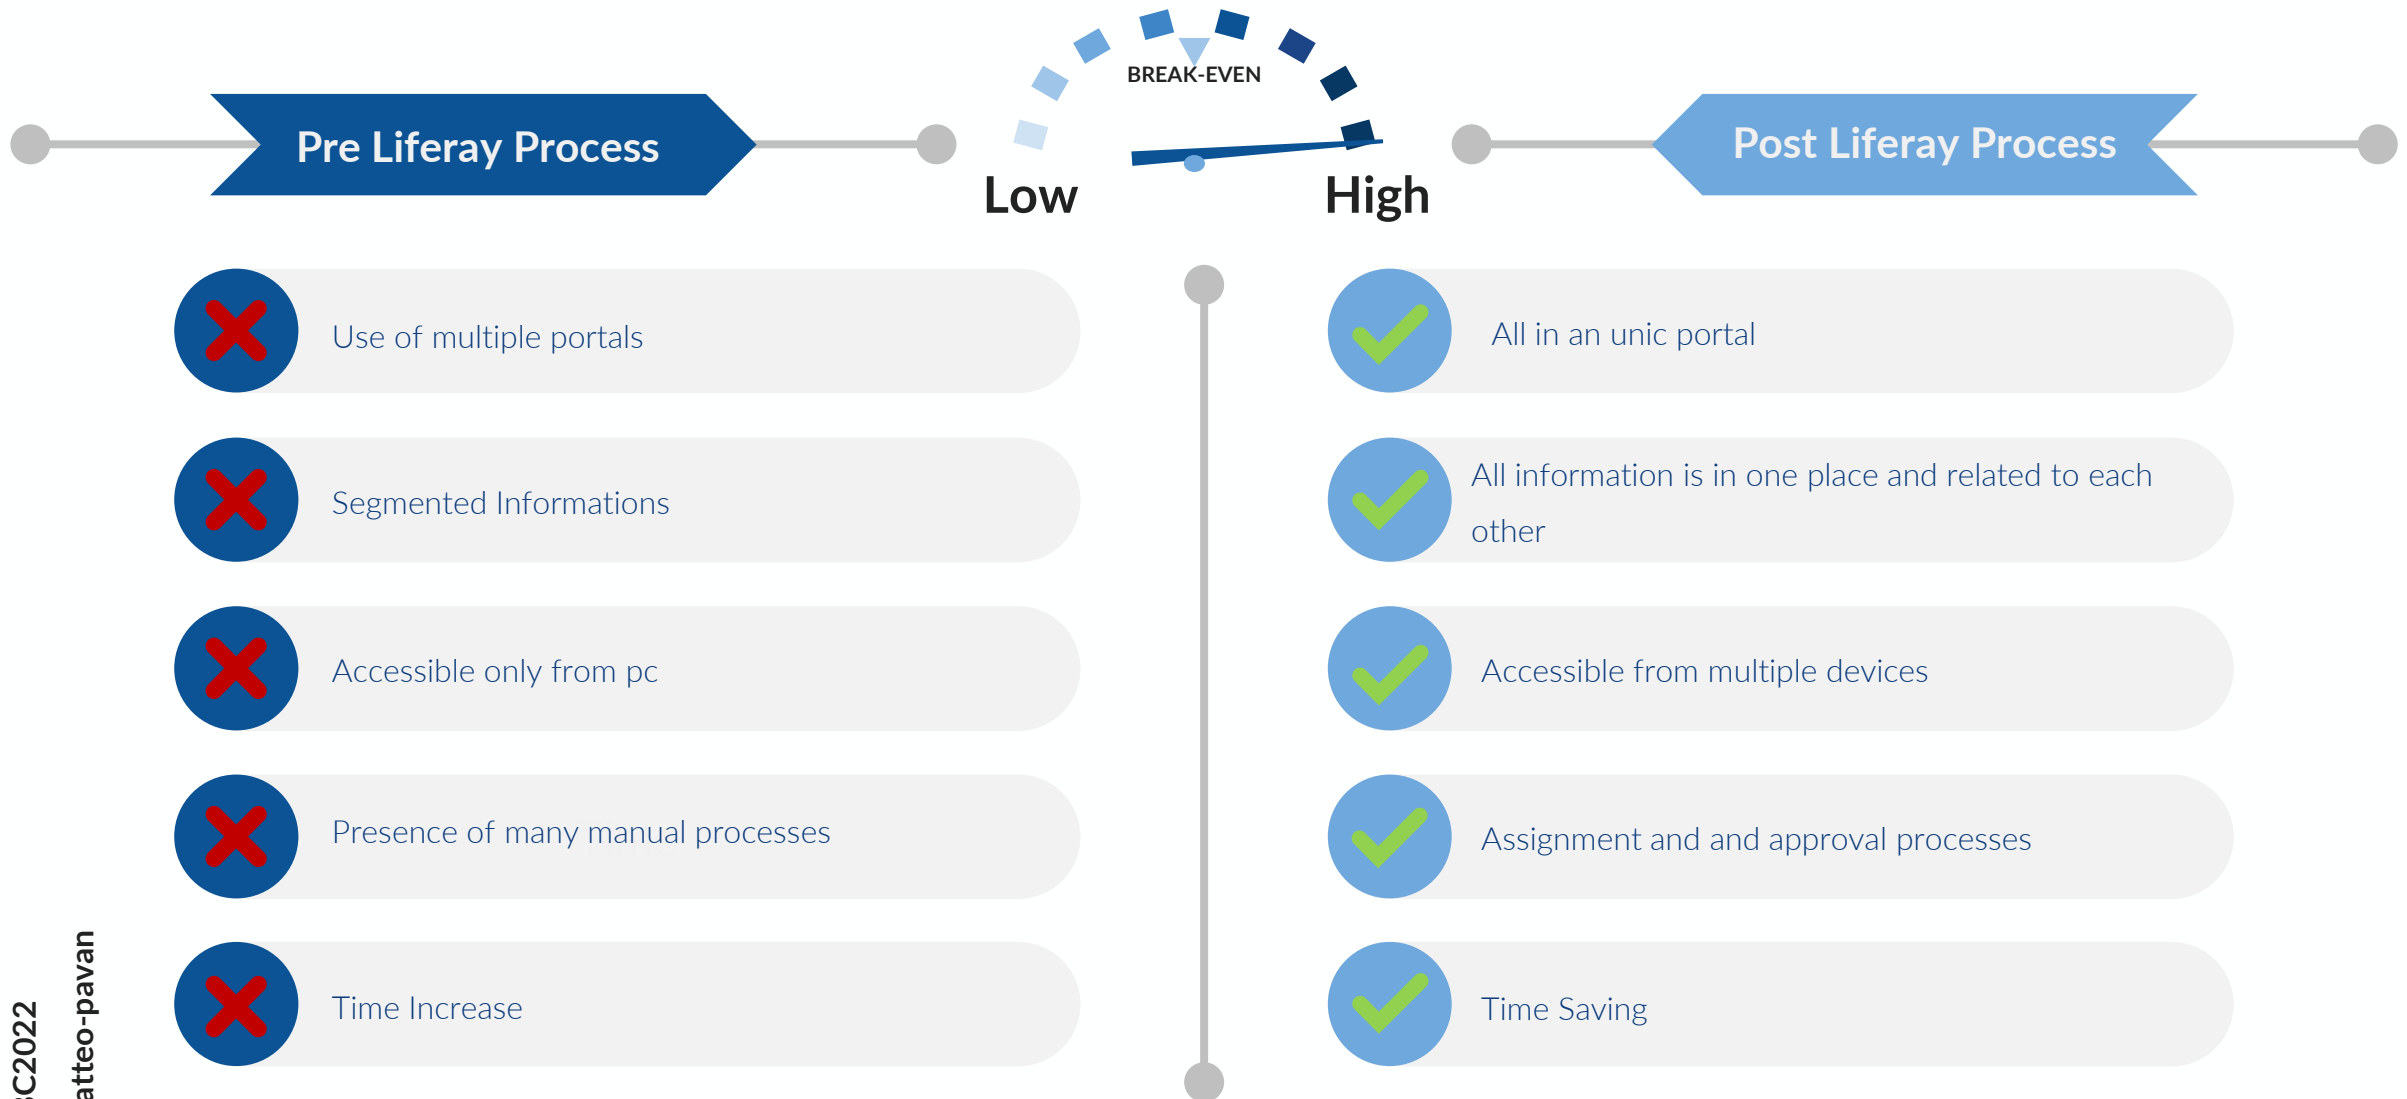 BREAK-EVEN
Pre Liferay Process
Post Liferay Process
Low
High
Use of multiple portals
All in an unic portal
Segmented Informations
All information is in one place and related to each
other
Accessible only from pc
Accessible from multiple devices
Presence of many manual processes
Assignment and and approval processes
Time Increase
Time Saving
C2022
atteo-pavan